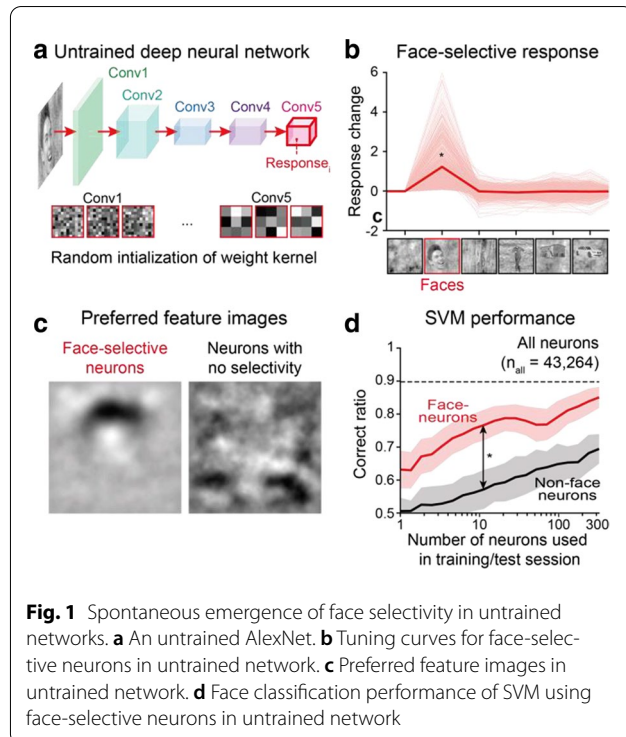 a Untrained deep neural network
Conv1
Conv2
Conv3
Conv4
Conv5
Response
Conv1
...
Conv5
Random intialization of weight kernel
b Face-selective response
Response change
6
4
2
0
-2
c
Faces
c Preferred feature images
Face-selective
neurons
Neurons with
no selectivity
d SVM performance
All neurons
(nall = 43,264)
Correct ratio
1
0.9
0.8
0.7
0.6
0.5
Face-
neurons
*
Non-face
neurons
1
10
100
300
Number of neurons used
in training/test session
Fig. 1 Spontaneous emergence of face selectivity in untrained
networks. a An untrained AlexNet. b Tuning curves for face-selec-
tive neurons in untrained network. c Preferred feature images in
untrained network. d Face classification performance of SVM using
face-selective neurons in untrained network